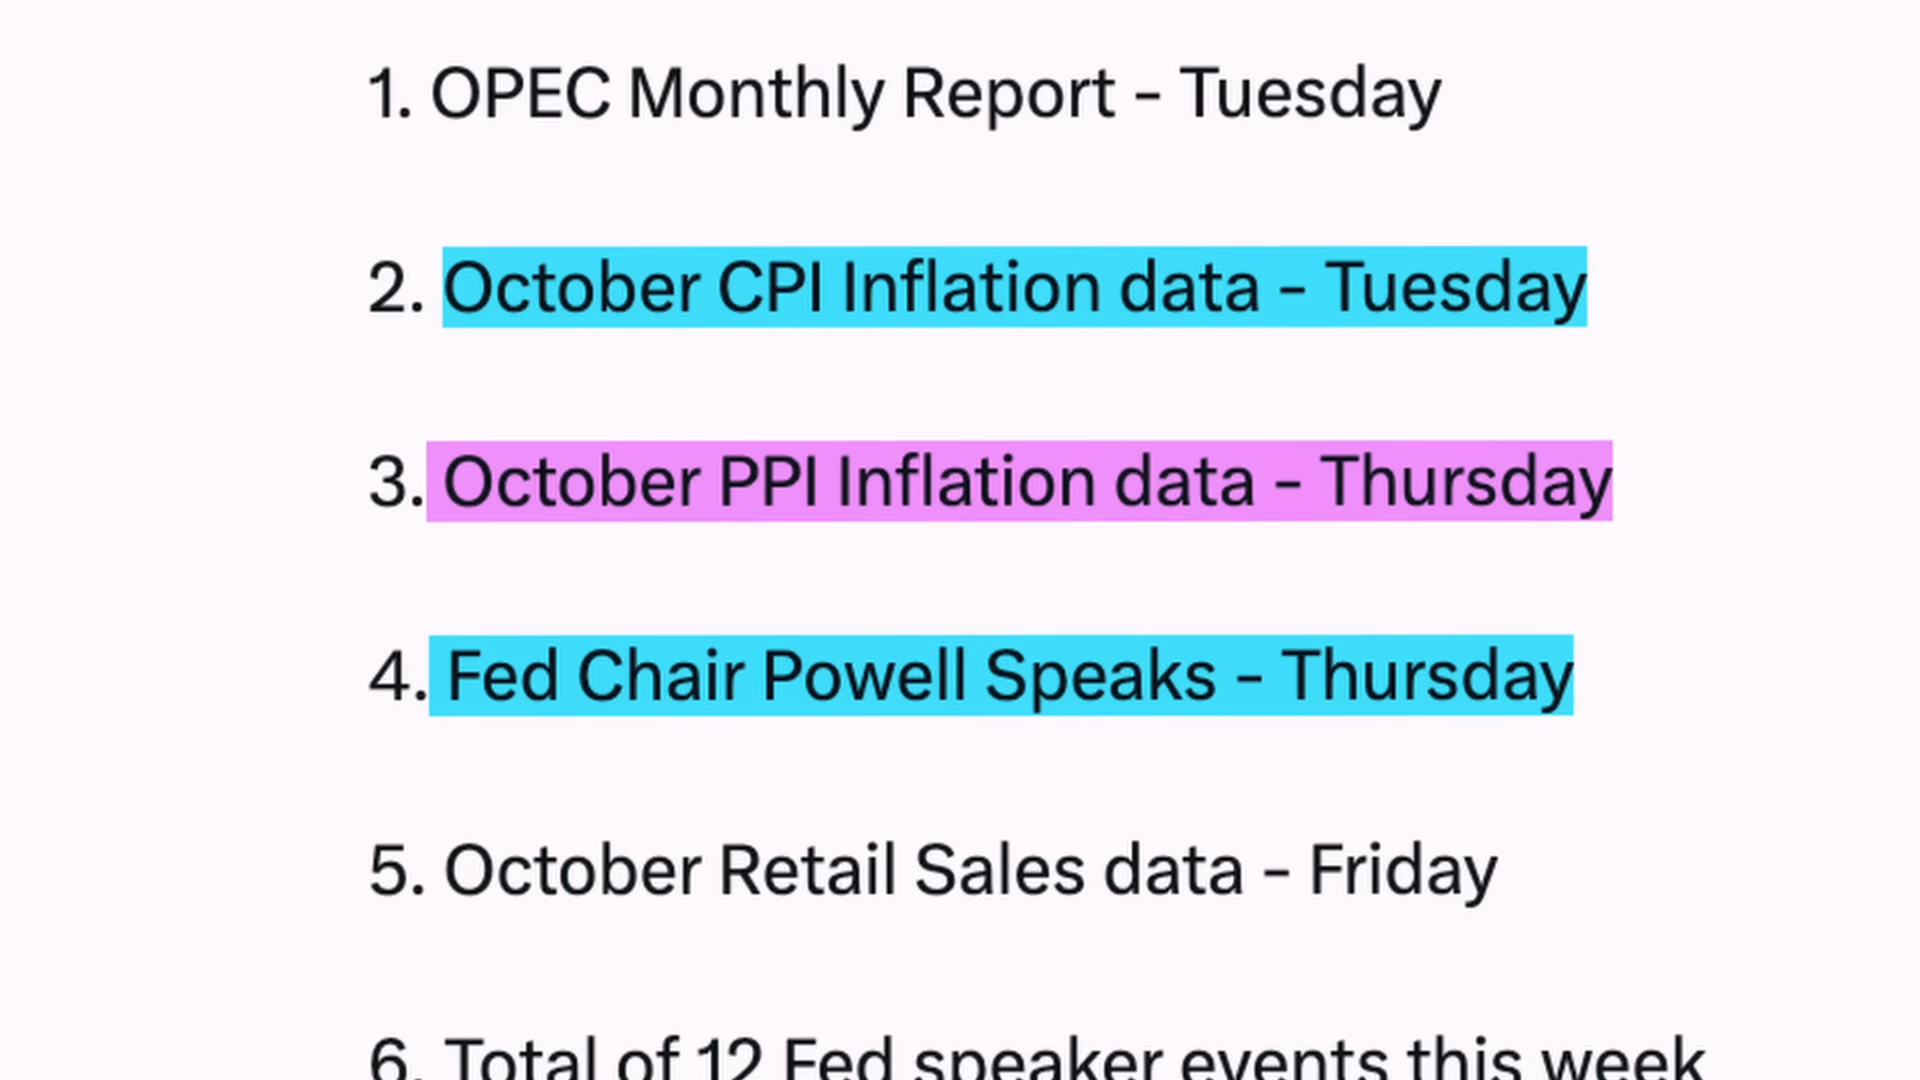 1. OPEC Monthly Report - Tuesday
2. October CPI Inflation data - Tuesday
3. October PPI Inflation data - Thursday
4. Fed Chair Powell Speaks - Thursday
5. October Retail Sales data - Friday
6. Total of 12 Fed speaker events this week